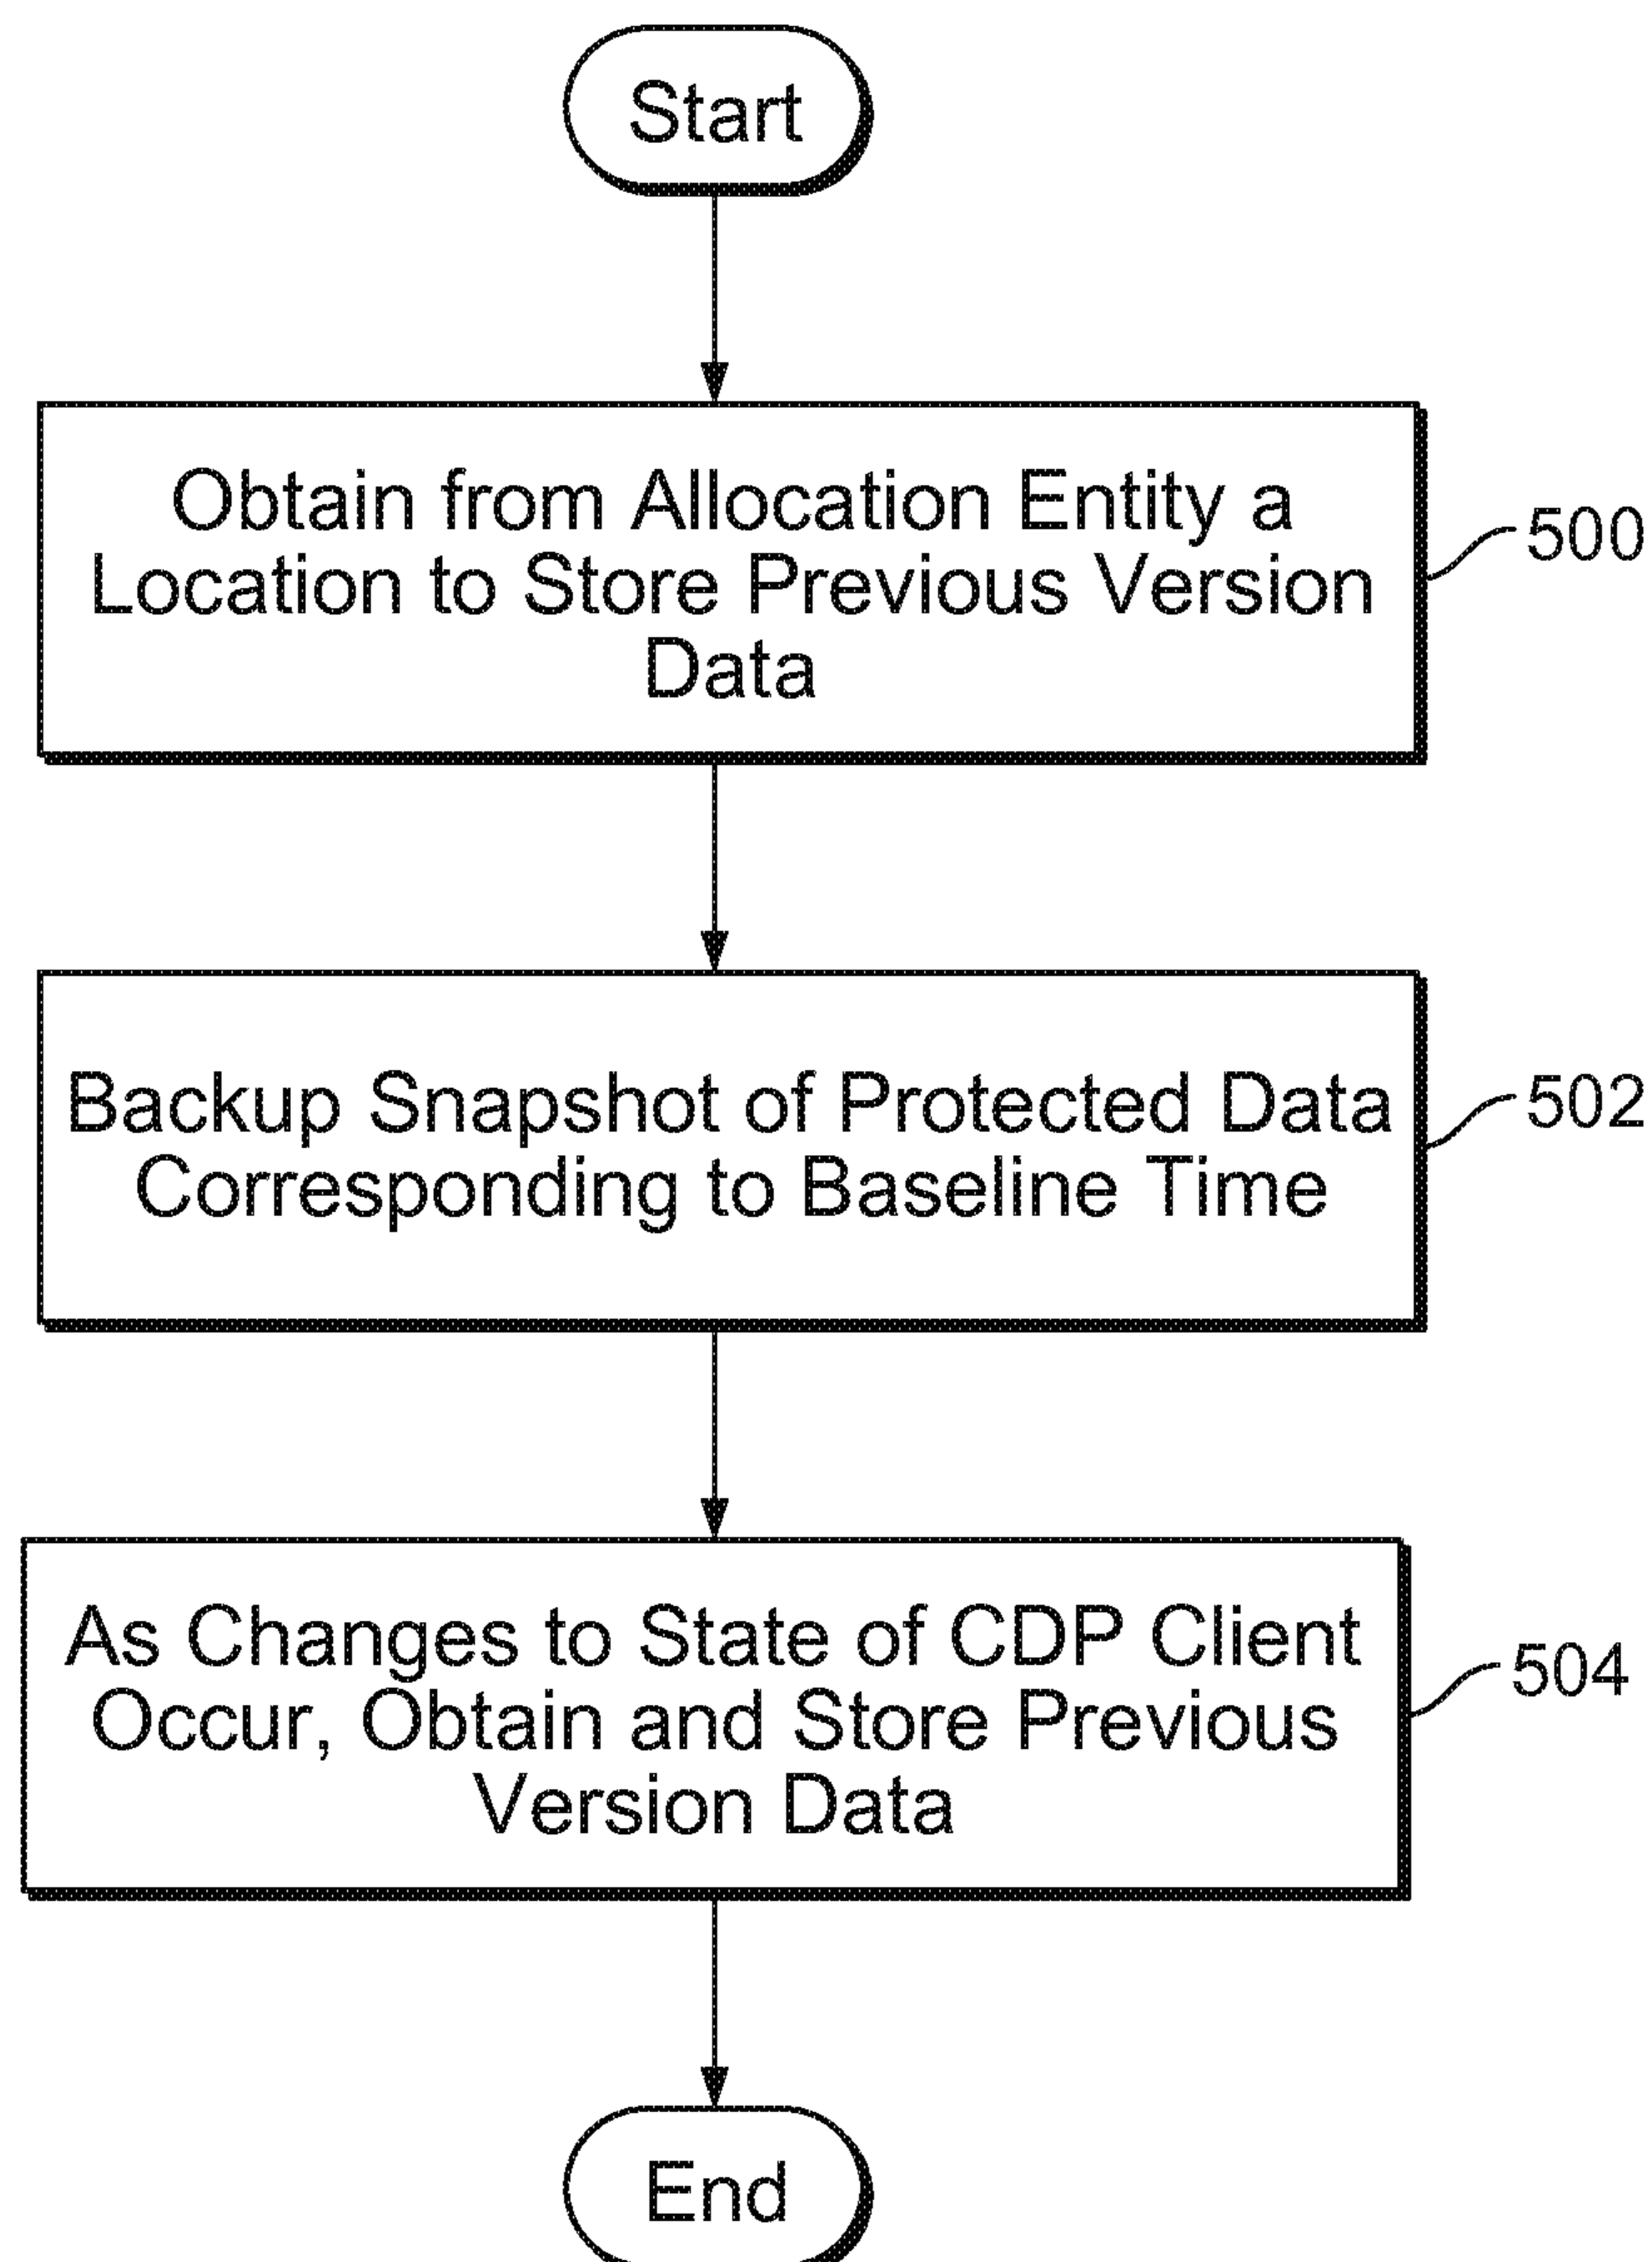 Start
Obtain from Allocation Entity a
Location to Store Previous Version
Data
500
Backup Snapshot of Protected Data
Corresponding to Baseline Time
502
As Changes to State of CDP Client
Occur, Obtain and Store Previous
Version Data
504
End